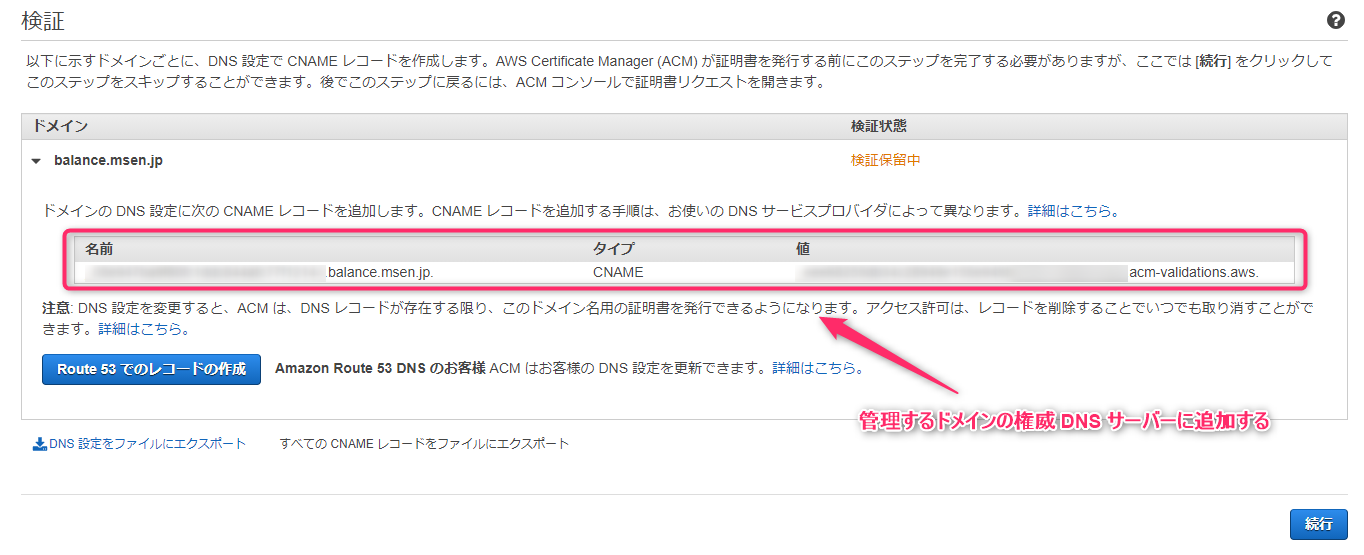 検証
以下に示すドメインごとに、DNS 設定で CNAME レコードを作成します。AWS Certificate Manager (ACM) が証明書を発行する前にこのステップを完了する必要がありますが、ここでは [続行] をクリックして
このステップをスキップすることができます。後でこのステップに戻るには、ACM コンソールで証明書リクエストを開きます。
ドメイン 検証状態
balance.msen.jp 検証保留中
ドメインの DNS 設定に次の CNAME レコードを追加します。CNAME レコードを追加する手順は、お使いの DNS サービスプロバイダによって異なります。詳細はこちら。
名前 タイプ 値
.balance.msen.jp. CNAME acm-validations.aws.
注意: DNS 設定を変更すると、ACM は、DNS レコードが存在する限り、このドメイン名用の証明書を発行できるようになります。アクセス許可は、レコードを削除することでいつでも取り消すことがで
きます。詳細はこちら。
Route 53 でのレコードの作成 Amazon Route 53 DNS のお客様 ACM はお客様の DNS 設定を更新できます。詳細はこちら。
管理するドメインの権威 DNS サーバーに追加する
DNS 設定をファイルにエクスポート すべての CNAME レコードをファイルにエクスポート
続行